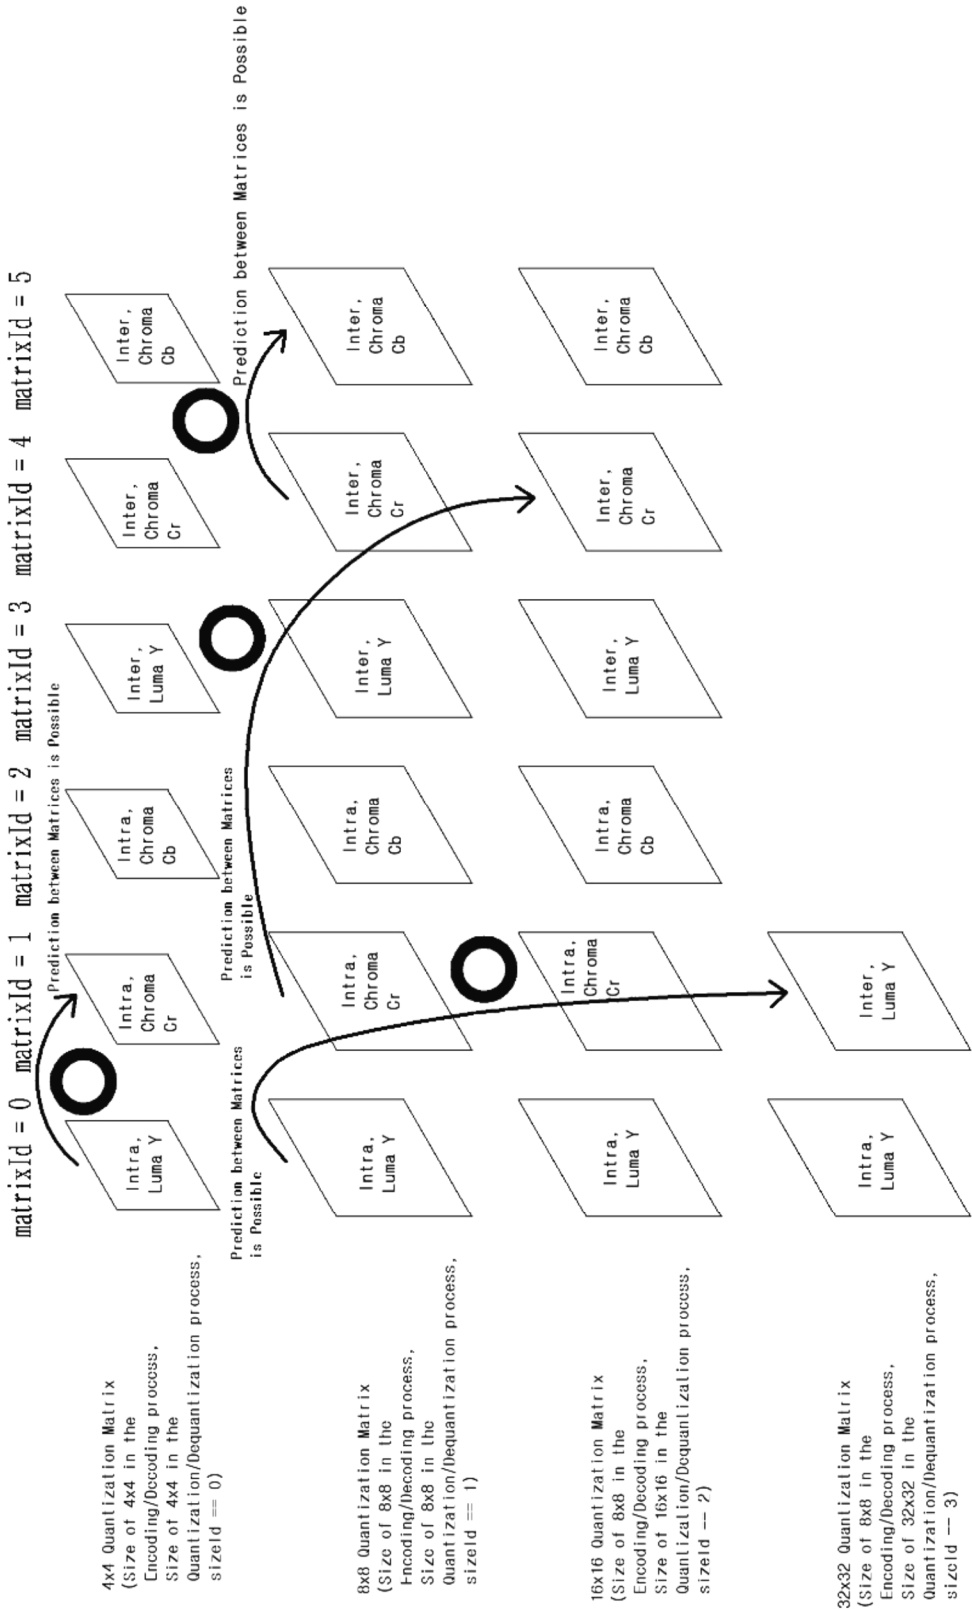 matrixId = 0 matrixId = 1 matrixId = 2 matrixId = 3 matrixId = 4 matrixId = 5
Prediction between Matrices is Possible
4x4 Quantization Matrix
(Size of 4x4 in the
Encoding/Decoding process,
Size of 4x4 in the
Quantization/Dequantization process,
sizeId == 0)
Intra,
Luma Y
Intra,
Chroma
Cr
Intra,
Chroma
Cb
Inter,
Luma Y
Inter,
Chroma
Cr
Inter,
Chroma
Cb
Prediction between Matrices
is Possible
Prediction between Matrices
is Possible
Prediction between Matrices is Possible
8x8 Quantization Matrix
(Size of 8x8 in the
Encoding/Decoding process,
Size of 8x8 in the
Quantization/Dequantization process,
sizeId == 1)
Intra,
Luma Y
Intra,
Chroma
Cr
Intra,
Chroma
Cb
Inter,
Luma Y
Inter,
Chroma
Cr
Inter,
Chroma
Cb
16x16 Quantization Matrix
(Size of 8x8 in the
Encoding/Decoding process,
Size of 16x16 in the
Quantization/Dequantization process,
sizeId == 2)
Intra,
Luma Y
Intra,
Chroma
Cr
Intra,
Chroma
Cb
Inter,
Luma Y
Inter,
Chroma
Cr
Inter,
Chroma
Cb
32x32 Quantization Matrix
(Size of 8x8 in the
Encoding/Decoding process,
Size of 32x32 in the
Quantization/Dequantization process,
sizeId == 3)
Intra,
Luma Y
Inter,
Luma Y